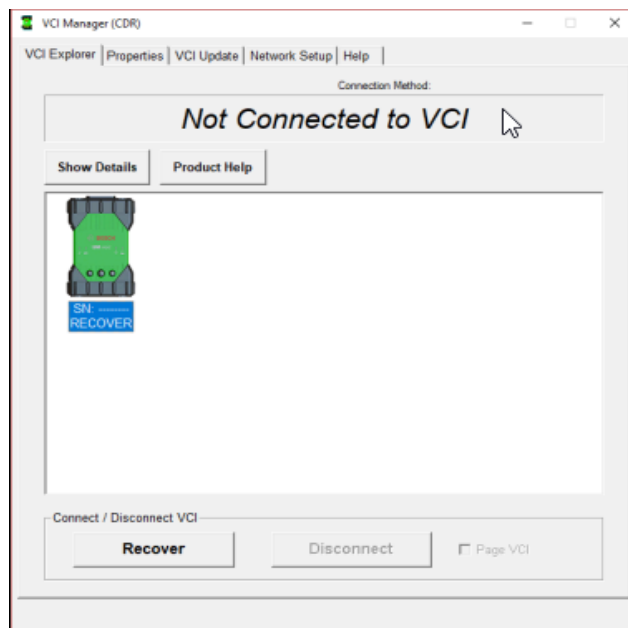 VCI Manager (CDR)
VCI Explorer Properties VCI Update Network Setup Help
Connection Method:
Not Connected to VCI
Show Details Product Help
SN: --------
RECOVER
Connect / Disconnect VCI
Recover Disconnect Page VCI